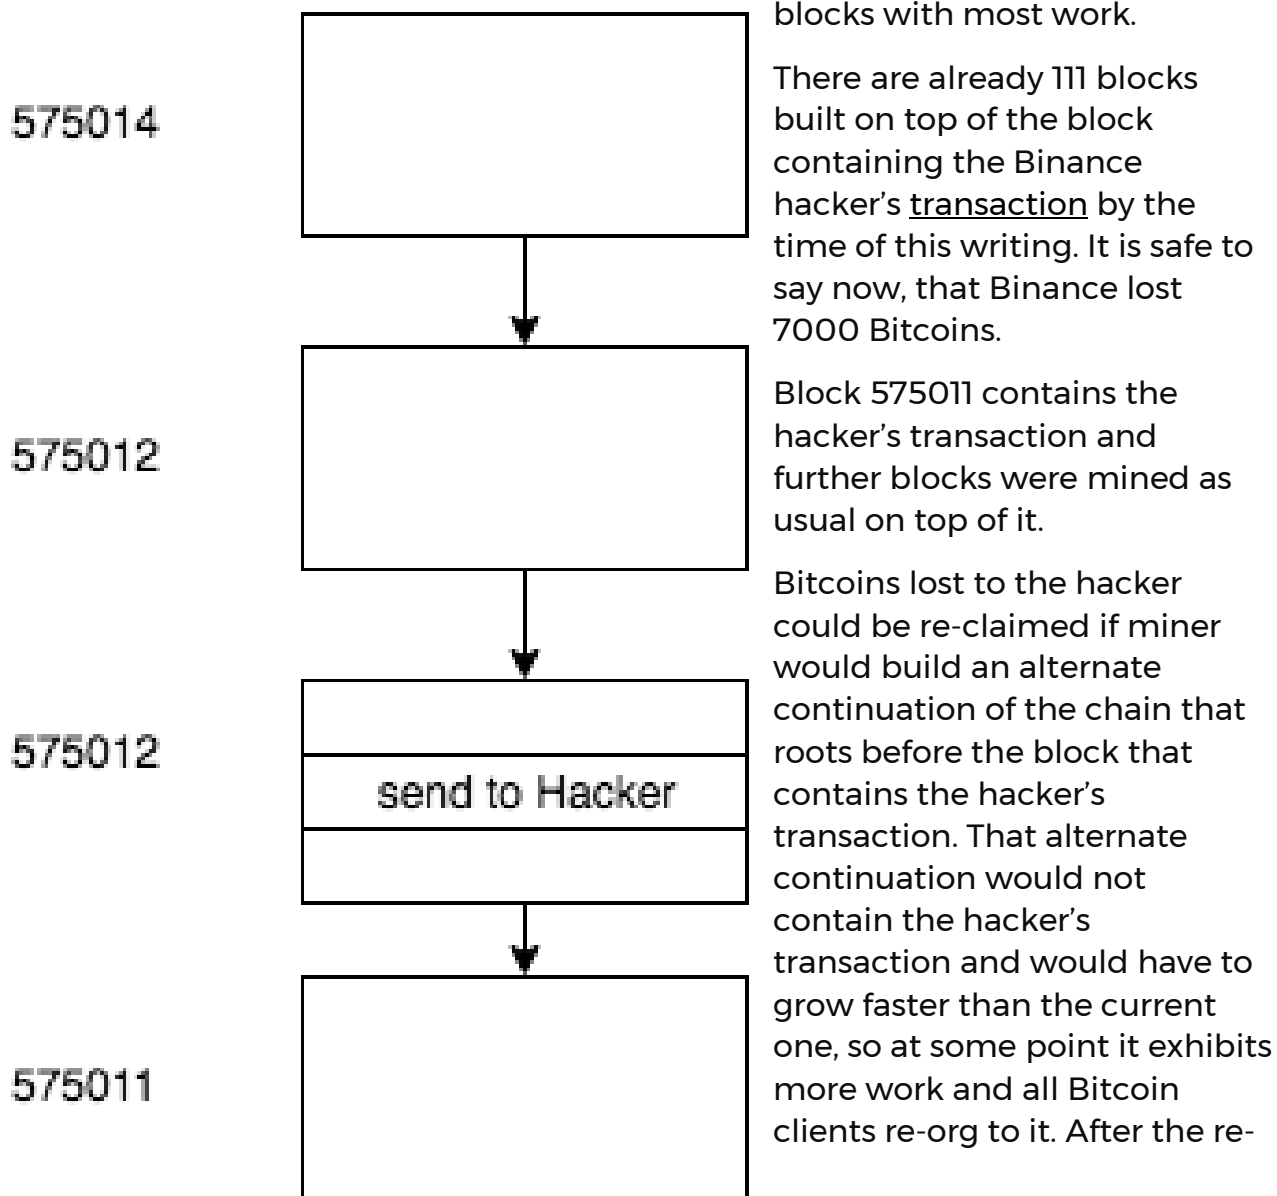 575014
575012
575012
send to Hacker
575011
blocks with most work.
There are already 111 blocks
built on top of the block
containing the Binance
hacker’s transaction by the
time of this writing. It is safe to
say now, that Binance lost
7000 Bitcoins.
Block 575011 contains the
hacker’s transaction and
further blocks were mined as
usual on top of it.
Bitcoins lost to the hacker
could be re-claimed if miner
would build an alternate
continuation of the chain that
roots before the block that
contains the hacker’s
transaction. That alternate
continuation would not
contain the hacker’s
transaction and would have to
grow faster than the current
one, so at some point it exhibits
more work and all Bitcoin
clients re-org to it. After the re-